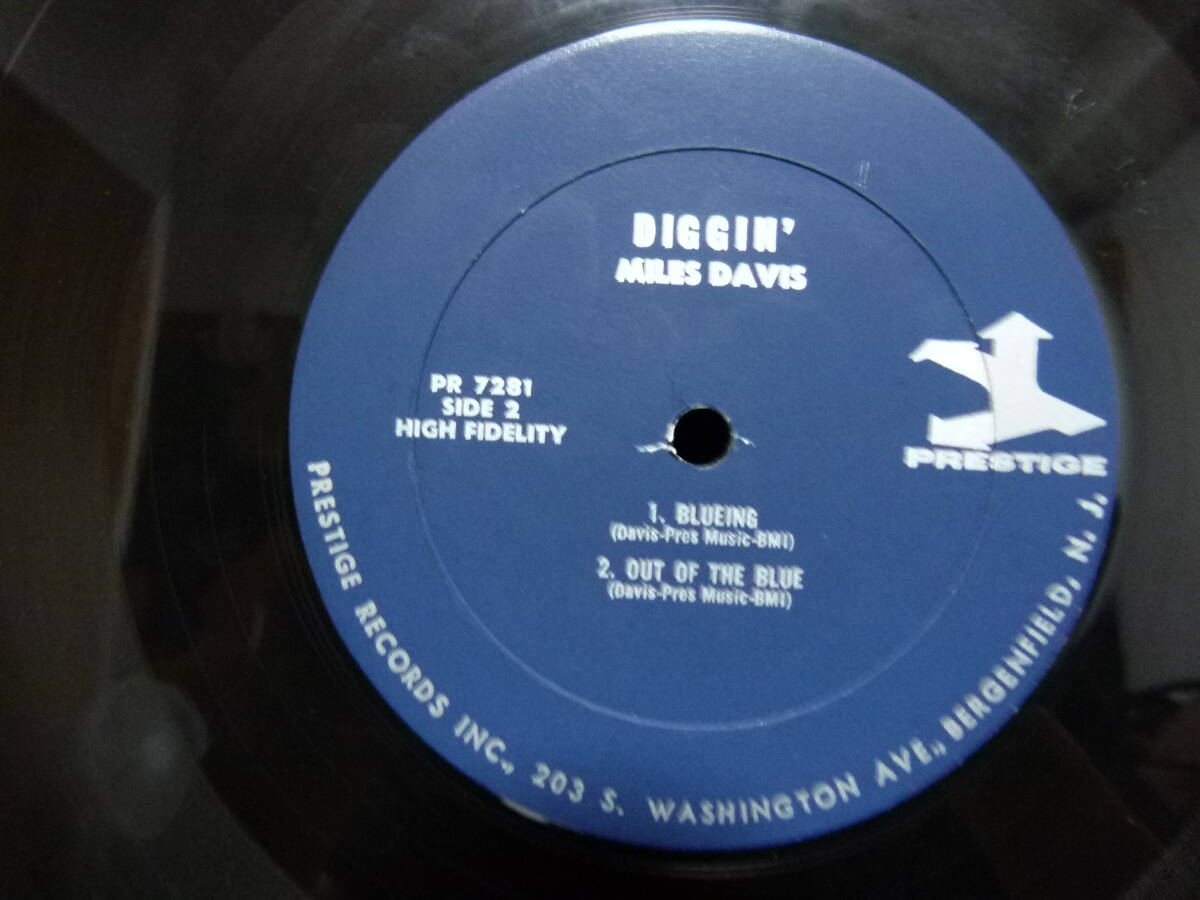 DIGGIN'
MILES DAVIS
PR 7281
SIDE 2
HIGH FIDELITY
PRESTIGE
1. BLUEING
(Davis-Pres Music-BMI)
2. OUT OF THE BLUE
(Davis-Pres Music-BMI)
PRESTIGE RECORDS INC., 203 S. WASHINGTON AVE., BERGENFIELD, N. J.